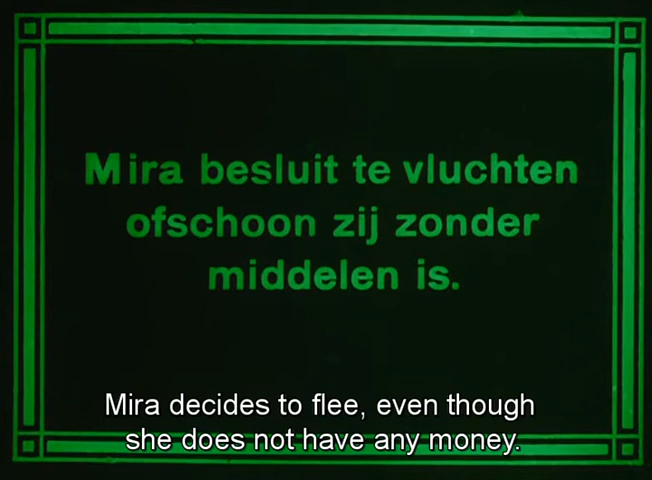 Mira besluit te vluchten
ofschoon zij zonder
middelen is.
Mira decides to flee, even though
she does not have any money.